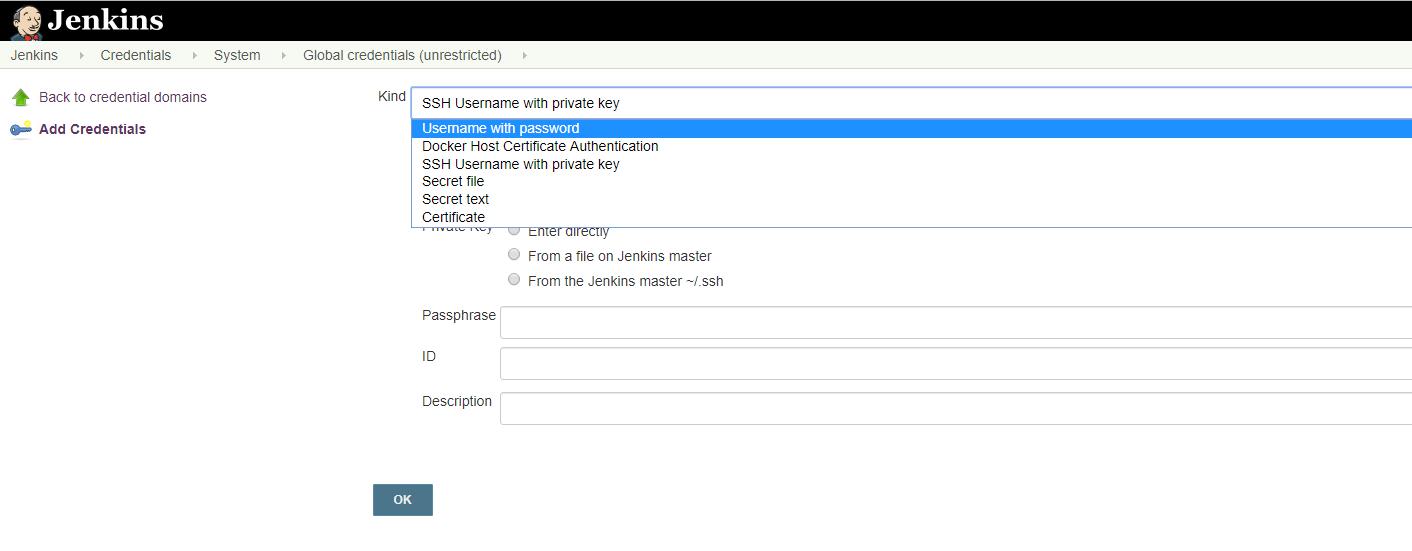 Jenkins
Jenkins Credentials System Global credentials (unrestricted)
Back to credential domains
Add Credentials
Kind SSH Username with private key
Username with password
Docker Host Certificate Authentication
SSH Username with private key
Secret file
Secret text
Certificate
Private Key Enter directly
From a file on Jenkins master
From the Jenkins master ~/.ssh
Passphrase
ID
Description
OK